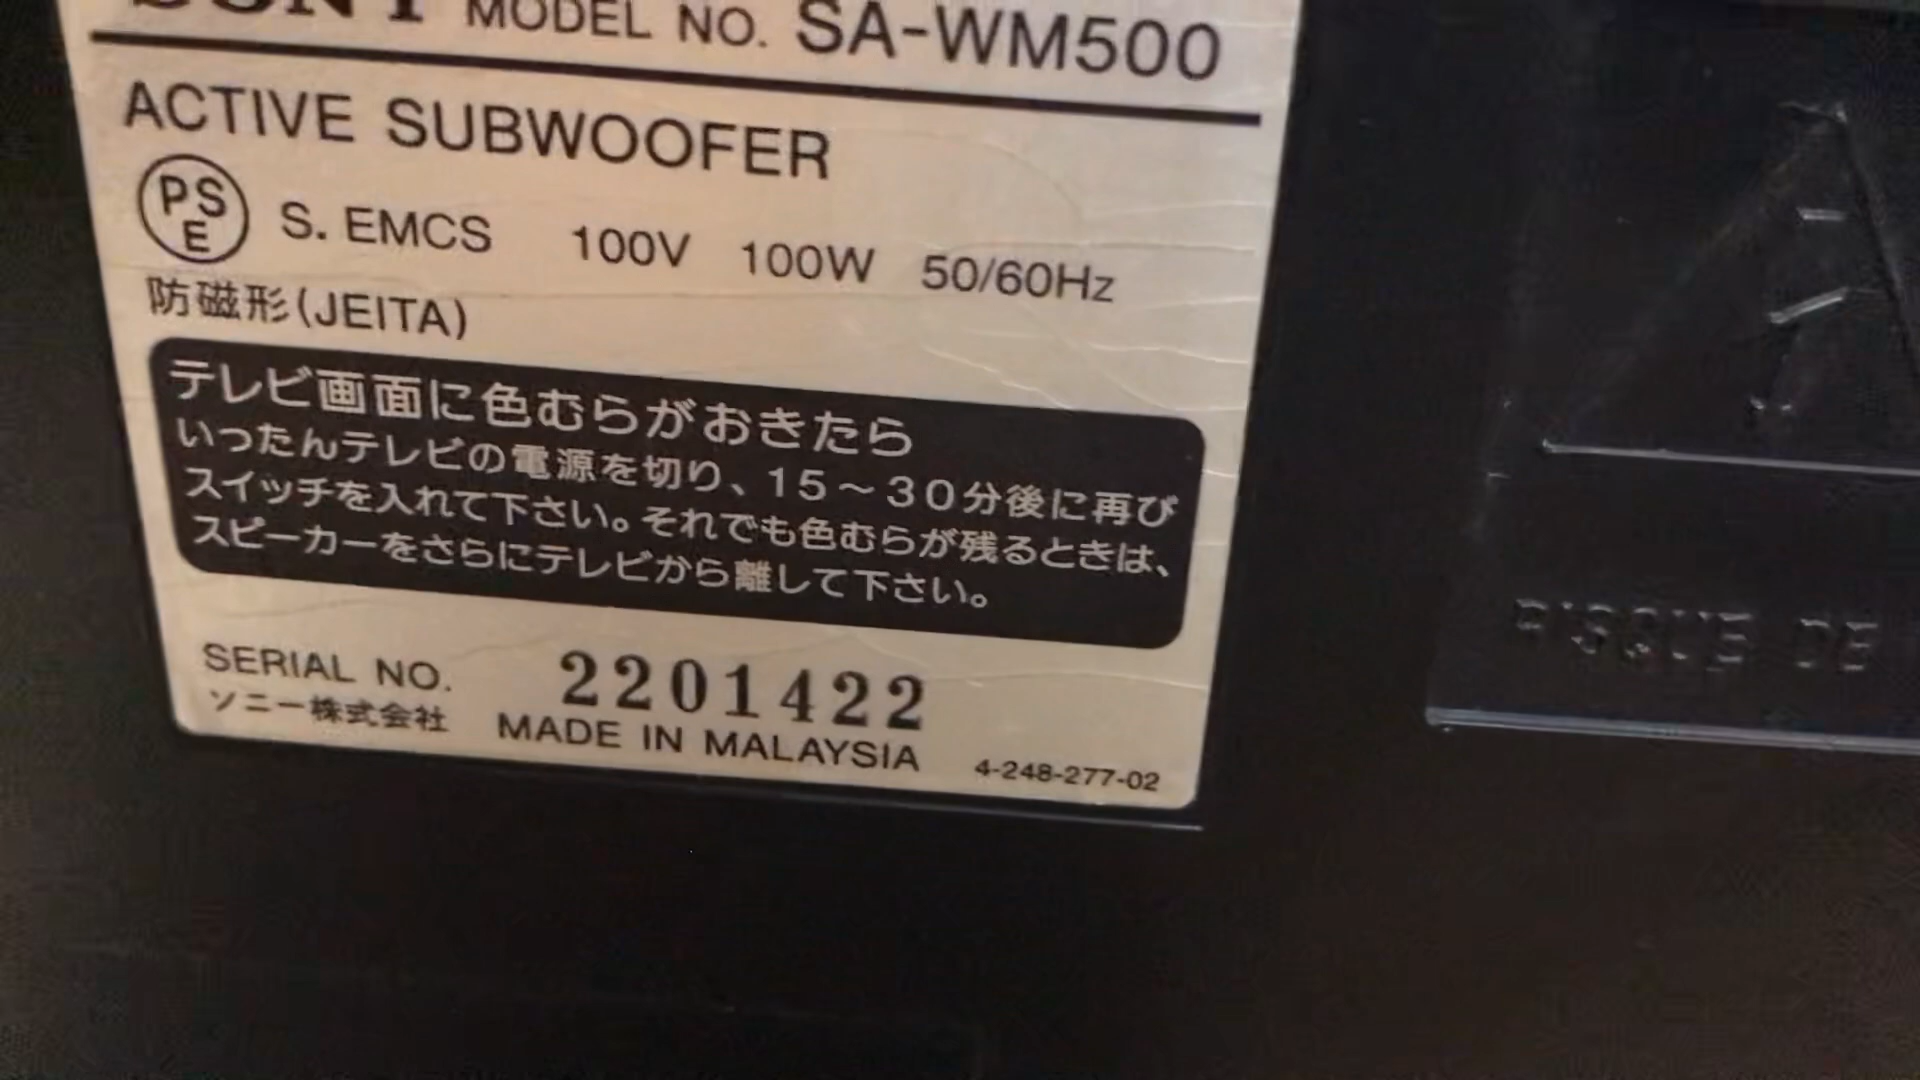 SONY MODEL NO. SA-WM500
ACTIVE SUBWOOFER
PSE S. EMCS 100V 100W 50/60Hz
防磁形(JEITA)
テレビ画面に色むらがおきたら
いったんテレビの電源を切り、15～30分後に再び
スイッチを入れて下さい。それでも色むらが残るときは、
スピーカーをさらにテレビから離して下さい。
SERIAL NO. 2201422
ソニー株式会社 MADE IN MALAYSIA 4-248-277-02
RISQUE DE